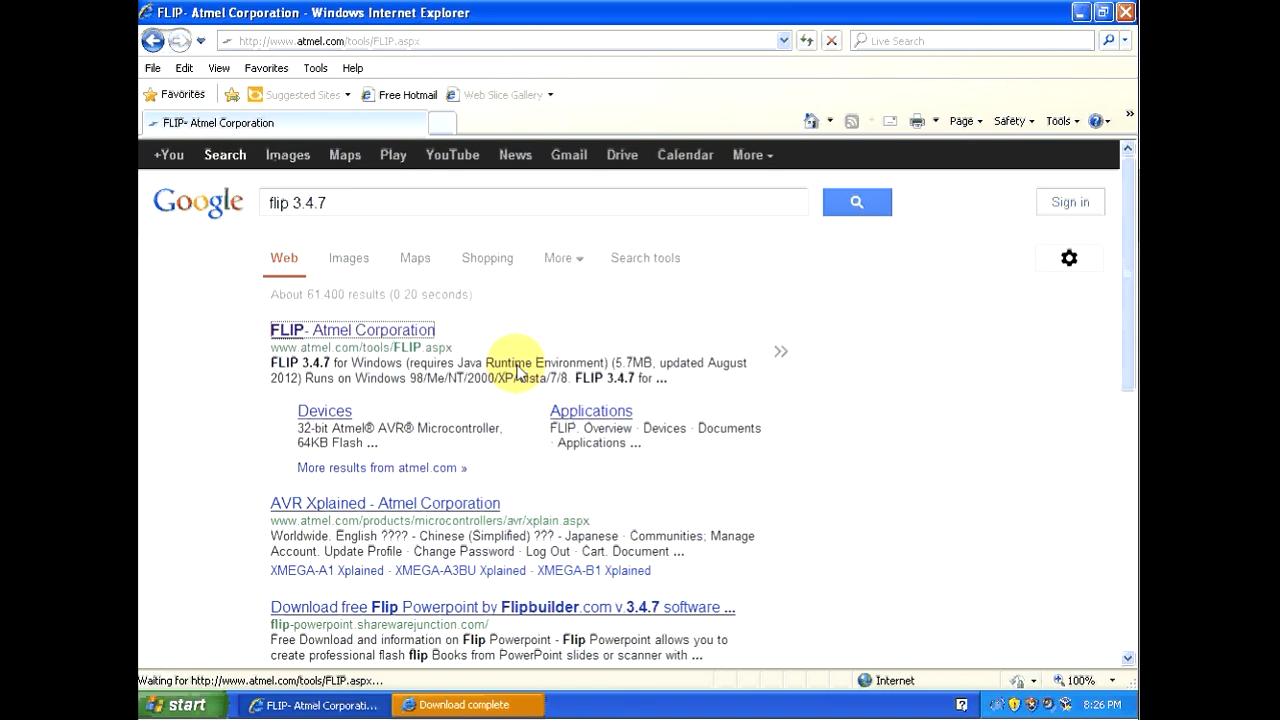 FLIP- Atmel Corporation - Windows Internet Explorer
http://www.atmel.com/tools/FLIP.aspx
Live Search
File Edit View Favorites Tools Help
Favorites Suggested Sites Free Hotmail Web Slice Gallery
FLIP- Atmel Corporation
Page Safety Tools
+You Search Images Maps Play YouTube News Gmail Drive Calendar More
Google flip 3.4.7 Sign in
Web Images Maps Shopping More Search tools
About 61,400 results (0.20 seconds)
FLIP- Atmel Corporation
www.atmel.com/tools/FLIP.aspx
FLIP 3.4.7 for Windows (requires Java Runtime Environment) (5.7MB, updated August
2012) Runs on Windows 98/Me/NT/2000/XP/Vista/7/8. FLIP 3.4.7 for ...
Devices
32-bit Atmel® AVR® Microcontroller,
64KB Flash ...
Applications
FLIP. Overview · Devices · Documents
· Applications ...
More results from atmel.com »
AVR Xplained - Atmel Corporation
www.atmel.com/products/microcontrollers/avr/xplain.aspx
Worldwide. English ???? - Chinese (Simplified) ??? - Japanese · Communities; Manage
Account. Update Profile · Change Password · Log Out · Cart. Document ...
XMEGA-A1 Xplained - XMEGA-A3BU Xplained - XMEGA-B1 Xplained
Download free Flip Powerpoint by Flipbuilder.com v.3.4.7 software ...
flip-powerpoint.sharewarejunction.com/
Free Download and information on Flip Powerpoint - Flip Powerpoint allows you to
create professional flash flip Books from PowerPoint slides or scanner with ...
Waiting for http://www.atmel.com/tools/FLIP.aspx... Internet 100%
start FLIP- Atmel Corporati... Download complete 8:26 PM